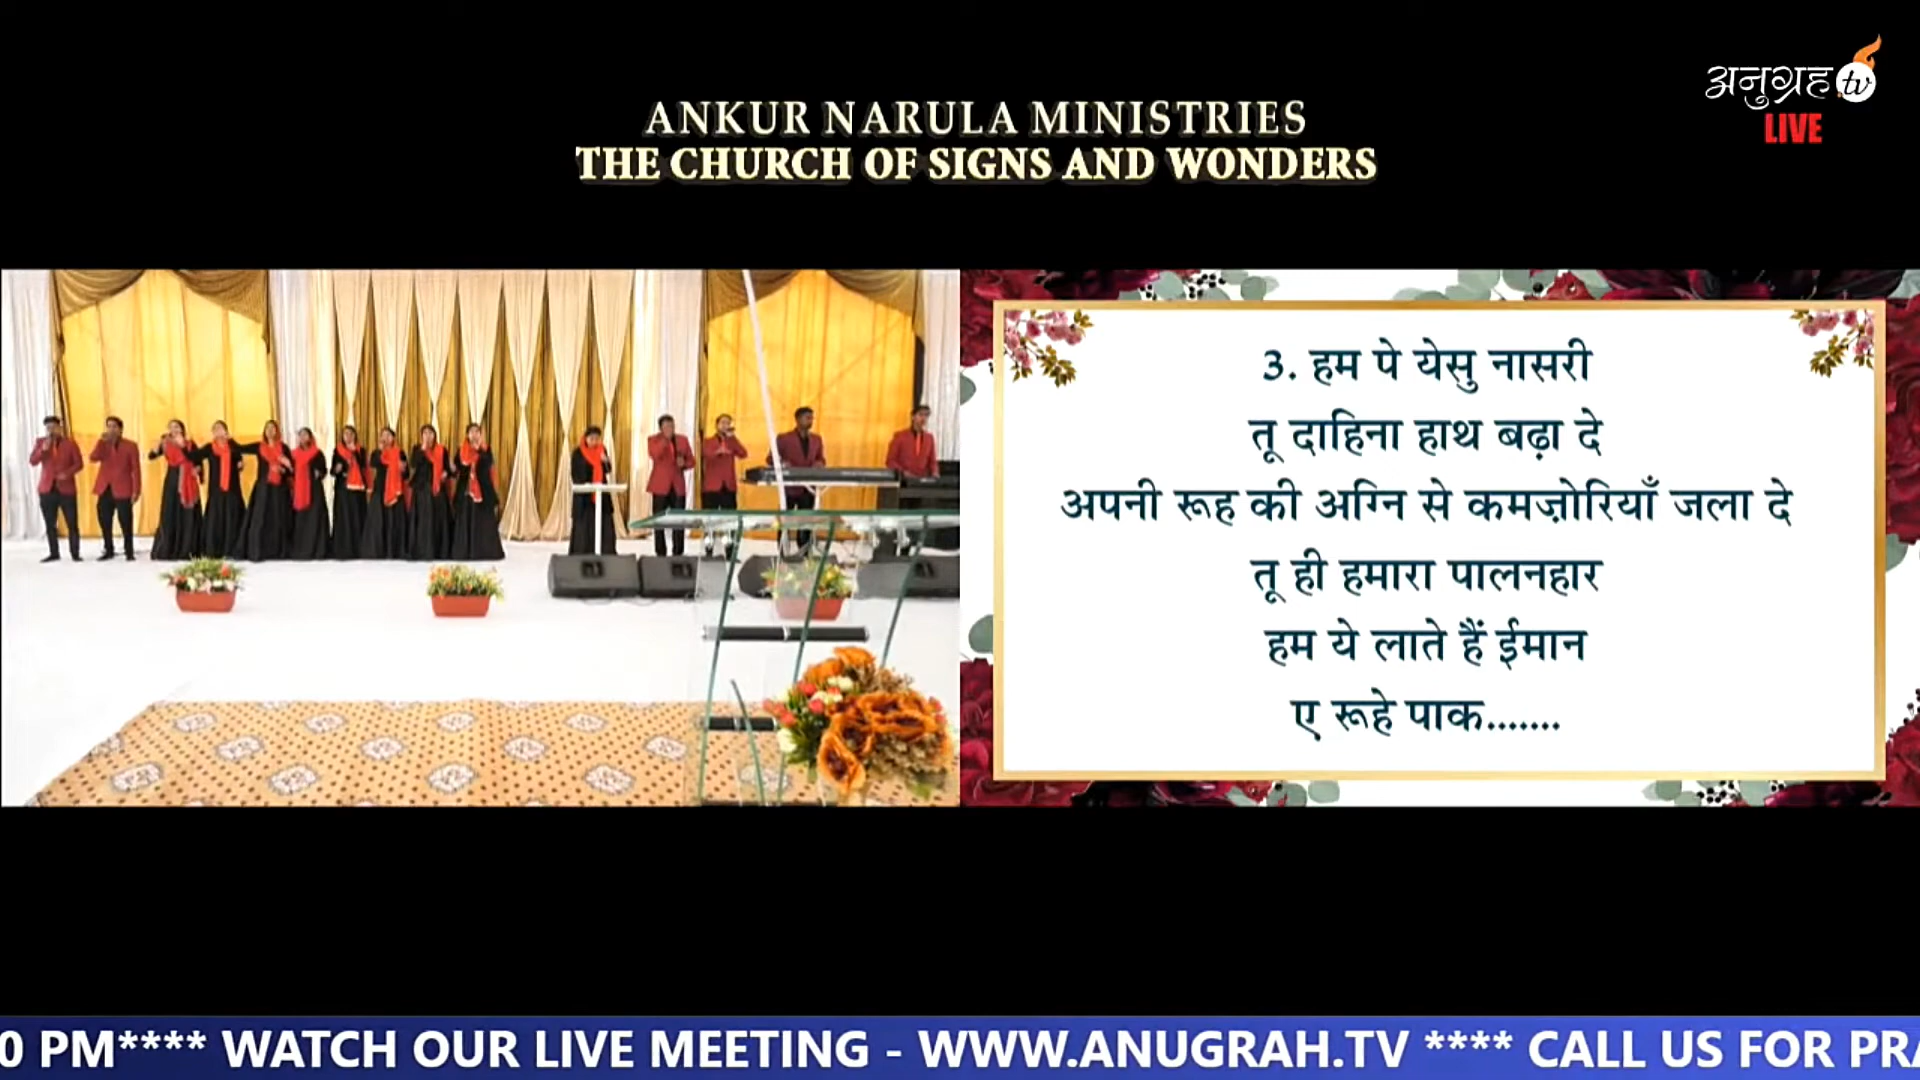 अनुग्रह.tv
LIVE
ANKUR NARULA MINISTRIES
THE CHURCH OF SIGNS AND WONDERS
3. हम पे येसु नासरी
तू दाहिना हाथ बढ़ा दे
अपनी रूह की अग्नि से कमज़ोरियाँ जला दे
तू ही हमारा पालनहार
हम ये लाते हैं ईमान
ए रूहे पाक.......
0 PM**** WATCH OUR LIVE MEETING - WWW.ANUGRAH.TV **** CALL US FOR PRA